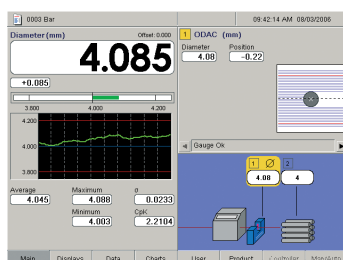 0003 Bar
09:42:14 AM 08/03/2006
Diameter (mm)
Offset: 0.000
4.085
+0.085
3.800 4.000 4.200
4.200
4.000
3.800
Average
4.045
Maximum
4.088
σ
0.0233
Minimum
4.003
CpK
2.2104
1 ODAC (mm)
Diameter
4.08
Position
-0.22
Gauge Ok
1 Ø 2
4.08 4
Main Displays Data Charts User Product Controller Man/Auto